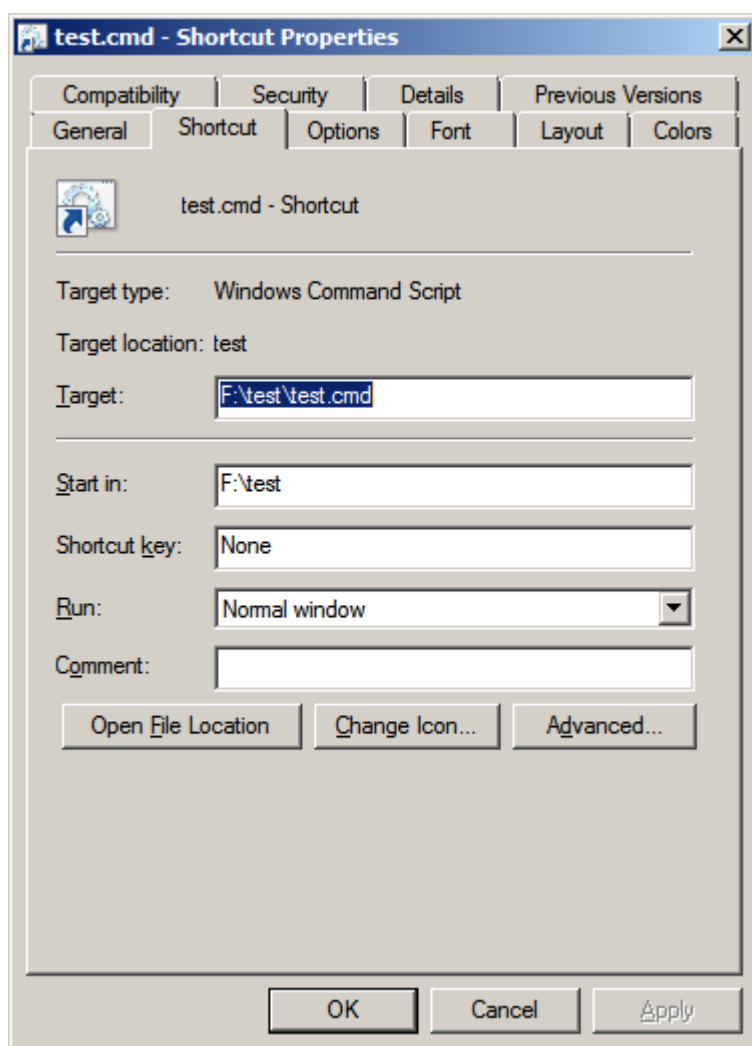 test.cmd - Shortcut Properties
Compatibility Security Details Previous Versions
General Shortcut Options Font Layout Colors
test.cmd - Shortcut
Target type: Windows Command Script
Target location: test
Target: F:\test\test.cmd
Start in: F:\test
Shortcut key: None
Run: Normal window
Comment:
Open File Location Change Icon... Advanced...
OK Cancel Apply